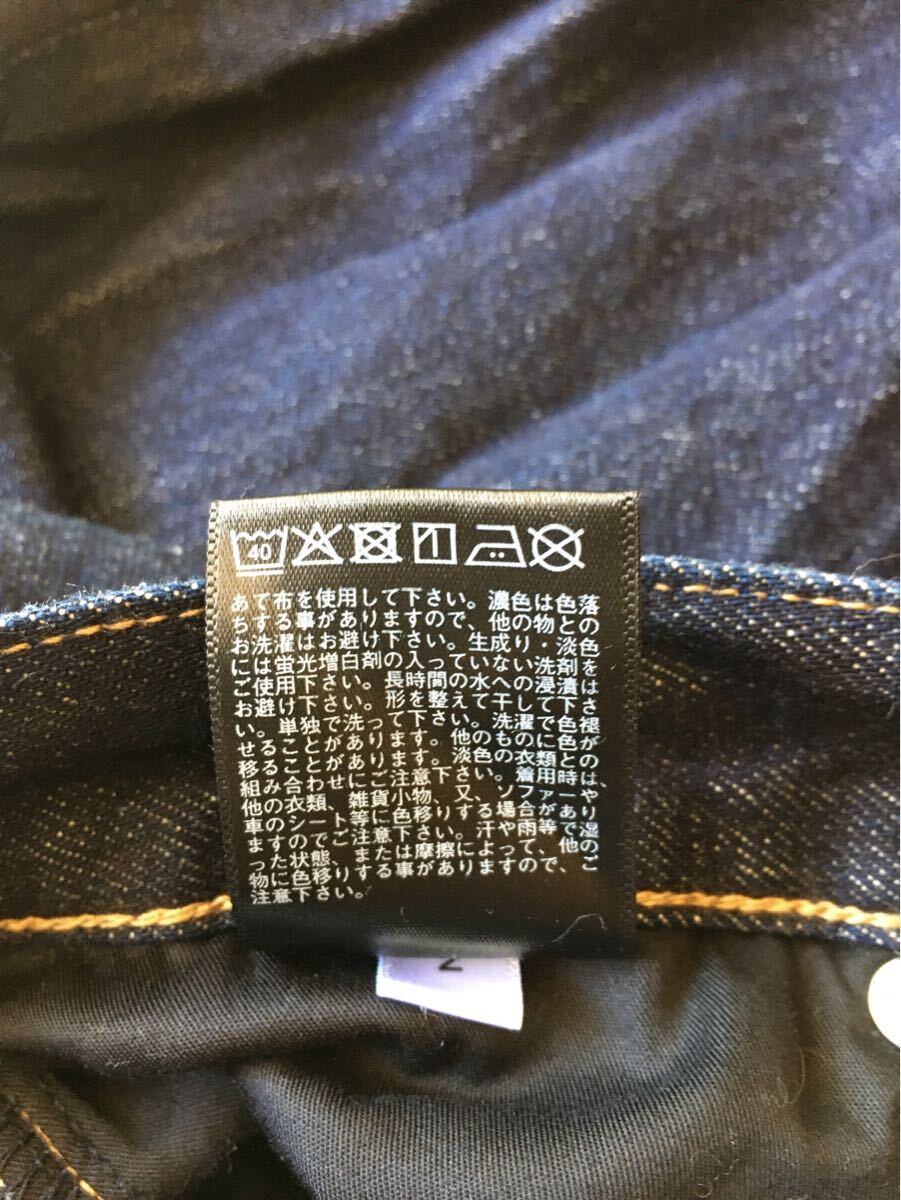 40
あて布を使用して下さい。濃色は色落
ちする事がありますので、他の物との
お洗濯はお避け下さい。生成り・淡色
には蛍光増白剤の入っていない洗剤を
ご使用下さい。長時間の水への浸漬は
お避け下さい。形を整えて干して下さ
い。単独で洗って下さい。洗濯で色褪
せることがあります。他のものに色が
移ることがあります。淡色の衣類との
組み合わせにご注意下さい。着用時は、
他の衣類、雑貨小物、又、ソファーや
車のシート等に色移りする場合があり
ますのでご注意下さい。汗や雨等で湿
った状態、または摩擦によって、他の
物に色移りする事がありますので、ご
注意下さい。